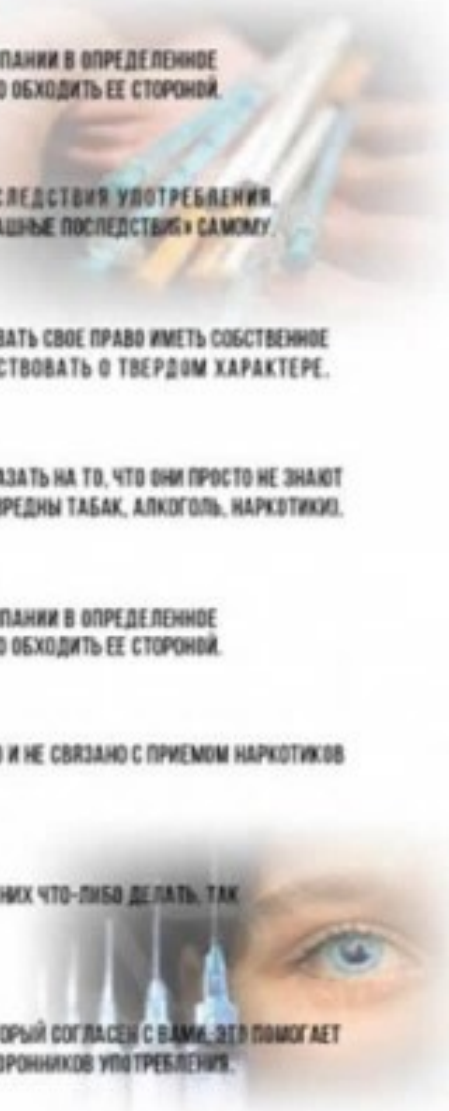 ПАНИИ В ОПРЕДЕЛЕННОЕ
О ОБХОДИТЬ ЕЕ СТОРОНОЙ.
СЛЕДСТВИЯ УПОТРЕБЛЕНИЯ.
АШНЫЕ ПОСЛЕДСТВИЯ» САМОМУ.
ВАТЬ СВОЕ ПРАВО ИМЕТЬ СОБСТВЕННОЕ
СТВОВАТЬ О ТВЕРДОМ ХАРАКТЕРЕ.
АЗАТЬ НА ТО, ЧТО ОНИ ПРОСТО НЕ ЗНАЮТ
РЕДНЫ ТАБАК, АЛКОГОЛЬ, НАРКОТИКИ).
ПАНИИ В ОПРЕДЕЛЕННОЕ
О ОБХОДИТЬ ЕЕ СТОРОНОЙ.
О И НЕ СВЯЗАНО С ПРИЕМОМ НАРКОТИКОВ
НИХ ЧТО-ЛИБО ДЕЛАТЬ, ТАК
ОРЫЙ СОГЛАСЕН С ВАМИ, ЭТО ПОМОГАЕТ
ОРОННИКОВ УПОТРЕБЛЕНИЯ.